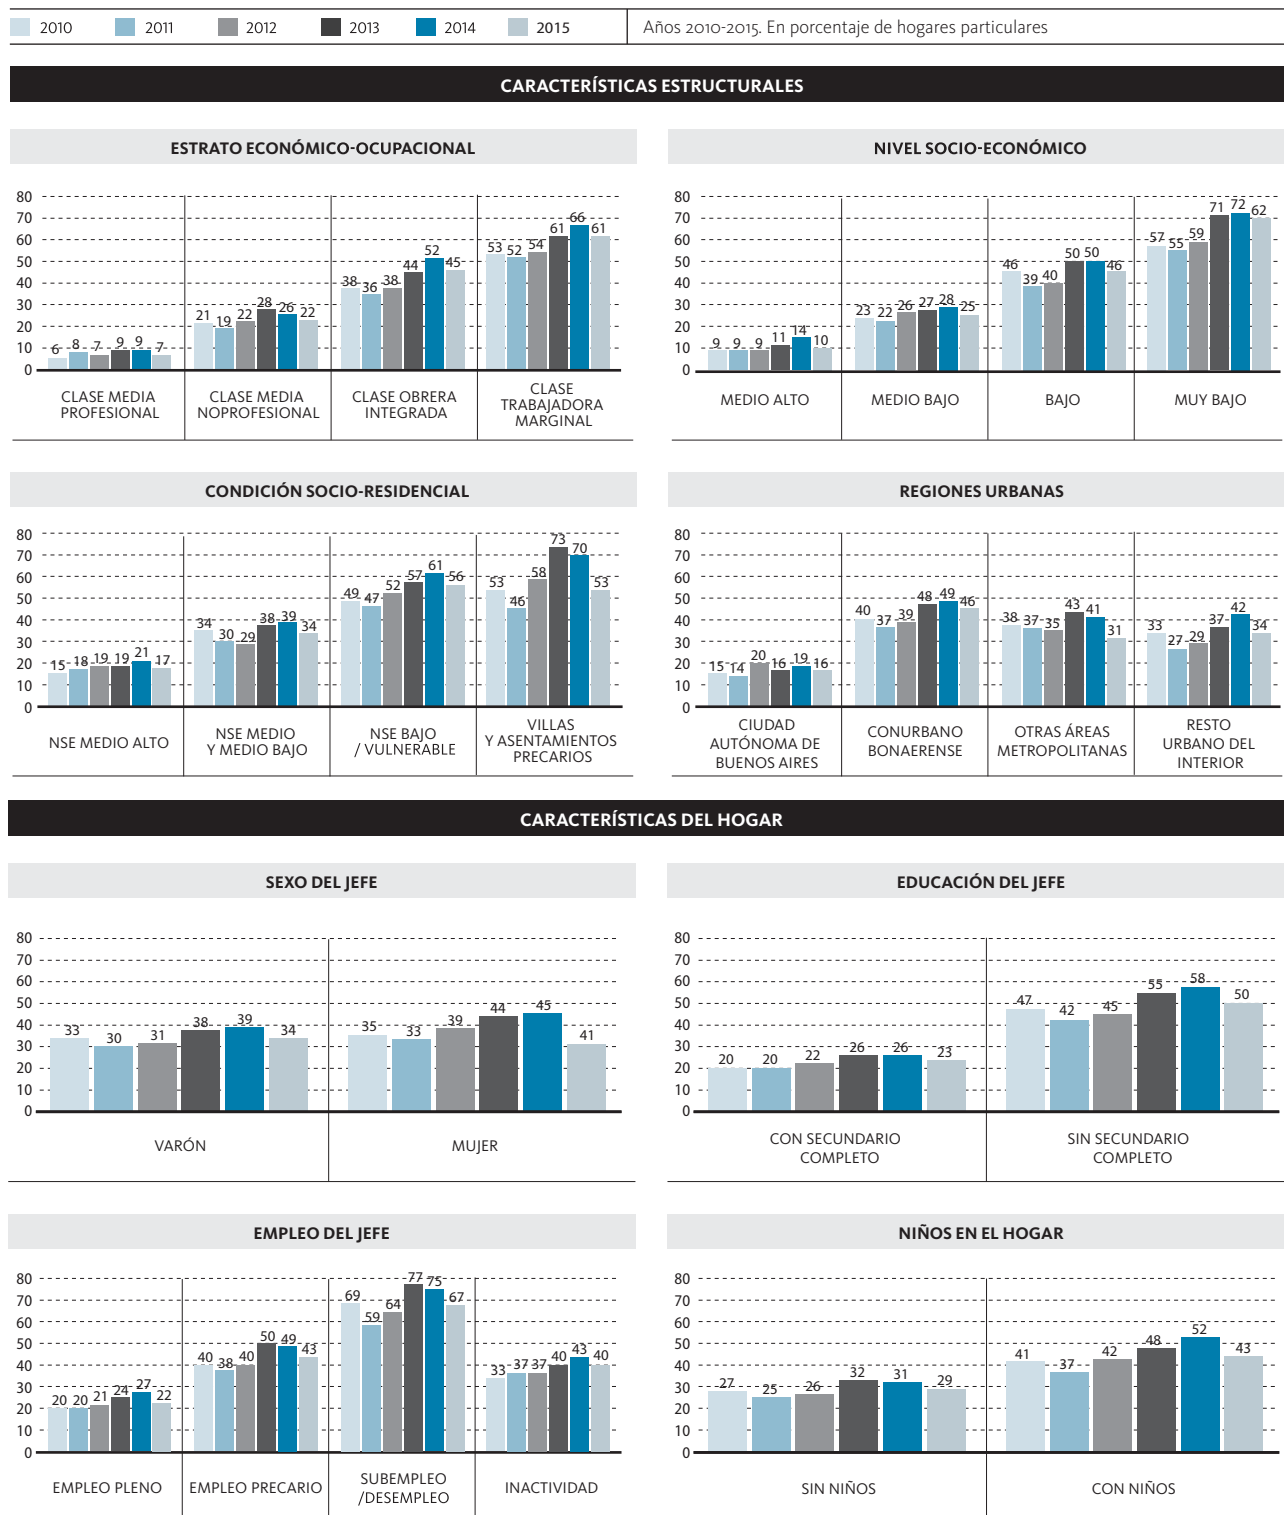 2010 2011 2012 2013 2014 2015 Años 2010-2015. En porcentaje de hogares particulares
CARACTERÍSTICAS ESTRUCTURALES
ESTRATO ECONÓMICO-OCUPACIONAL
80
70
60
50
40
30
20
10
0
6 8 7 9 9 7
21 19 22 28 26 22
38 36 38 44 52 45
53 52 54 61 66 61
CLASE MEDIA
PROFESIONAL
CLASE MEDIA
NOPROFESIONAL
CLASE OBRERA
INTEGRADA
CLASE
TRABAJADORA
MARGINAL
NIVEL SOCIO-ECONÓMICO
80
70
60
50
40
30
20
10
0
9 9 9 11 14 10
23 22 26 27 28 25
46 39 40 50 50 46
57 55 59 71 72 62
MEDIO ALTO
MEDIO BAJO
BAJO
MUY BAJO
CONDICIÓN SOCIO-RESIDENCIAL
80
70
60
50
40
30
20
10
0
15 18 19 19 21 17
34 30 29 38 39 34
49 47 52 57 61 56
53 46 58 73 70 53
NSE MEDIO ALTO
NSE MEDIO
Y MEDIO BAJO
NSE BAJO
/ VULNERABLE
VILLAS
Y ASENTAMIENTOS
PRECARIOS
REGIONES URBANAS
80
70
60
50
40
30
20
10
0
15 14 20 16 19 16
40 37 39 48 49 46
38 37 35 43 41 31
33 27 29 37 42 34
CIUDAD
AUTÓNOMA DE
BUENOS AIRES
CONURBANO
BONAERENSE
OTRAS ÁREAS
METROPOLITANAS
RESTO
URBANO DEL
INTERIOR
CARACTERÍSTICAS DEL HOGAR
SEXO DEL JEFE
80
70
60
50
40
30
20
10
0
33 30 31 38 39 34
35 33 39 44 45 41
VARÓN
MUJER
EDUCACIÓN DEL JEFE
80
70
60
50
40
30
20
10
0
20 20 22 26 26 23
47 42 45 55 58 50
CON SECUNDARIO
COMPLETO
SIN SECUNDARIO
COMPLETO
EMPLEO DEL JEFE
80
70
60
50
40
30
20
10
0
20 20 21 24 27 22
40 38 40 50 49 43
69 59 64 77 75 67
33 37 37 40 43 40
EMPLEO PLENO
EMPLEO PRECARIO
SUBEMPLEO
/DESEMPLEO
INACTIVIDAD
NIÑOS EN EL HOGAR
80
70
60
50
40
30
20
10
0
27 25 26 32 31 29
41 37 42 48 52 43
SIN NIÑOS
CON NIÑOS